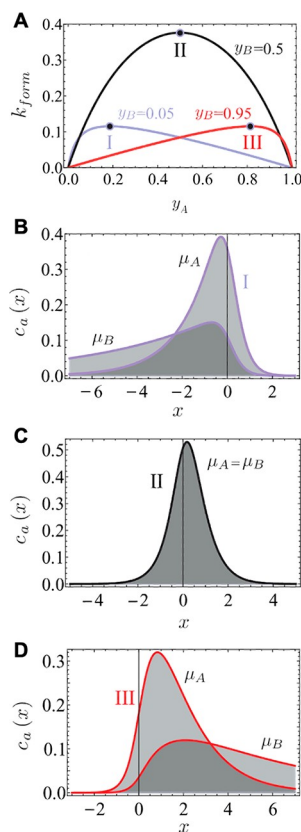 A
0.4
0.3
0.2
0.1
0.0
k_form
II
y_B=0.5
y_B=0.05
y_B=0.95
I
III
0.0 0.2 0.4 0.6 0.8 1.0
y_A
B
0.4
0.3
0.2
0.1
0.0
c_a(x)
μ_A
I
μ_B
−6 −4 −2 0 2
x
C
0.5
0.4
0.3
0.2
0.1
0.0
c_a(x)
II
μ_A=μ_B
−4 −2 0 2 4
x
D
0.3
0.2
0.1
0.0
c_a(x)
III
μ_A
μ_B
−2 0 2 4 6
x